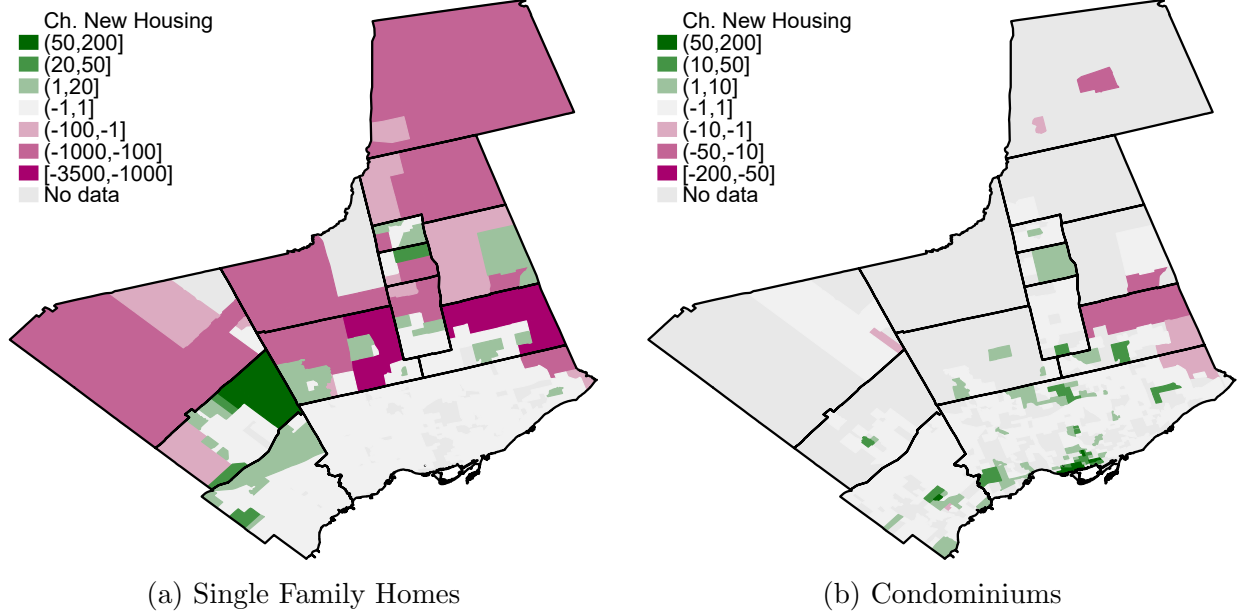 Ch. New Housing
(50,200]
(20,50]
(1,20]
(-1,1]
(-100,-1]
(-1000,-100]
[-3500,-1000]
No data
(a) Single Family Homes
Ch. New Housing
(50,200]
(10,50]
(1,10]
(-1,1]
(-10,-1]
(-50,-10]
[-200,-50]
No data
(b) Condominiums